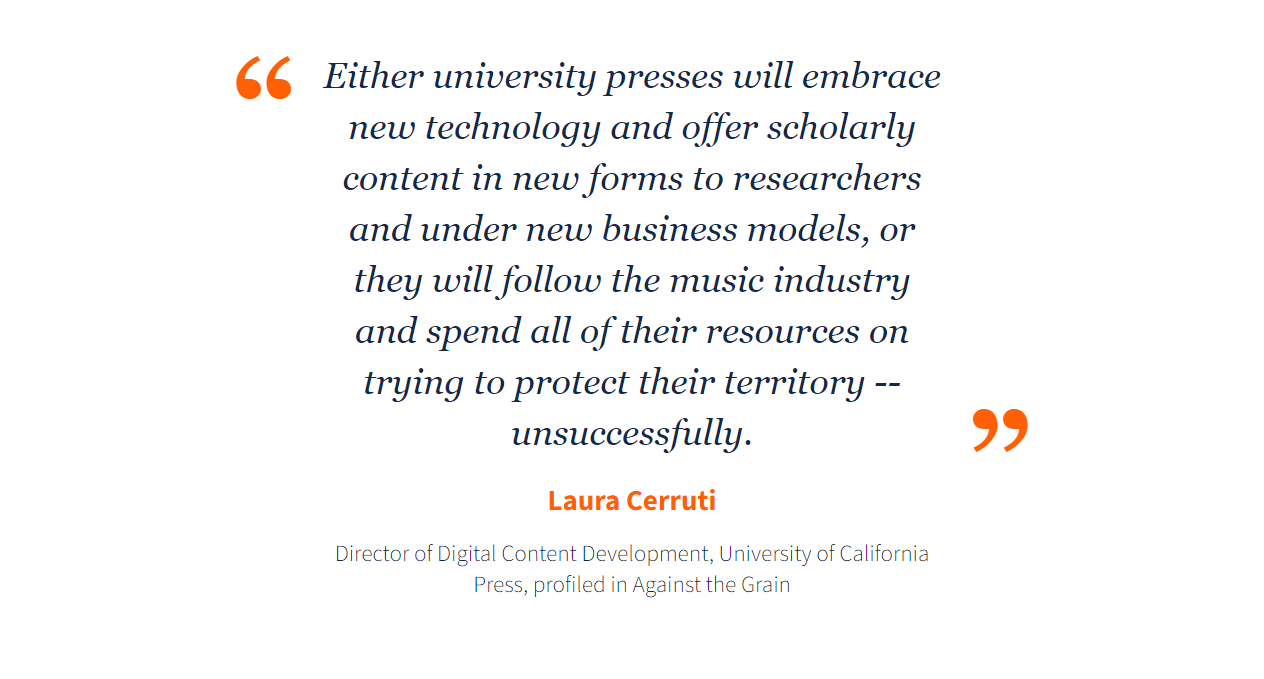 “ Either university presses will embrace
new technology and offer scholarly
content in new forms to researchers
and under new business models, or
they will follow the music industry
and spend all of their resources on
trying to protect their territory --
unsuccessfully. ”
Laura Cerruti
Director of Digital Content Development, University of California
Press, profiled in Against the Grain